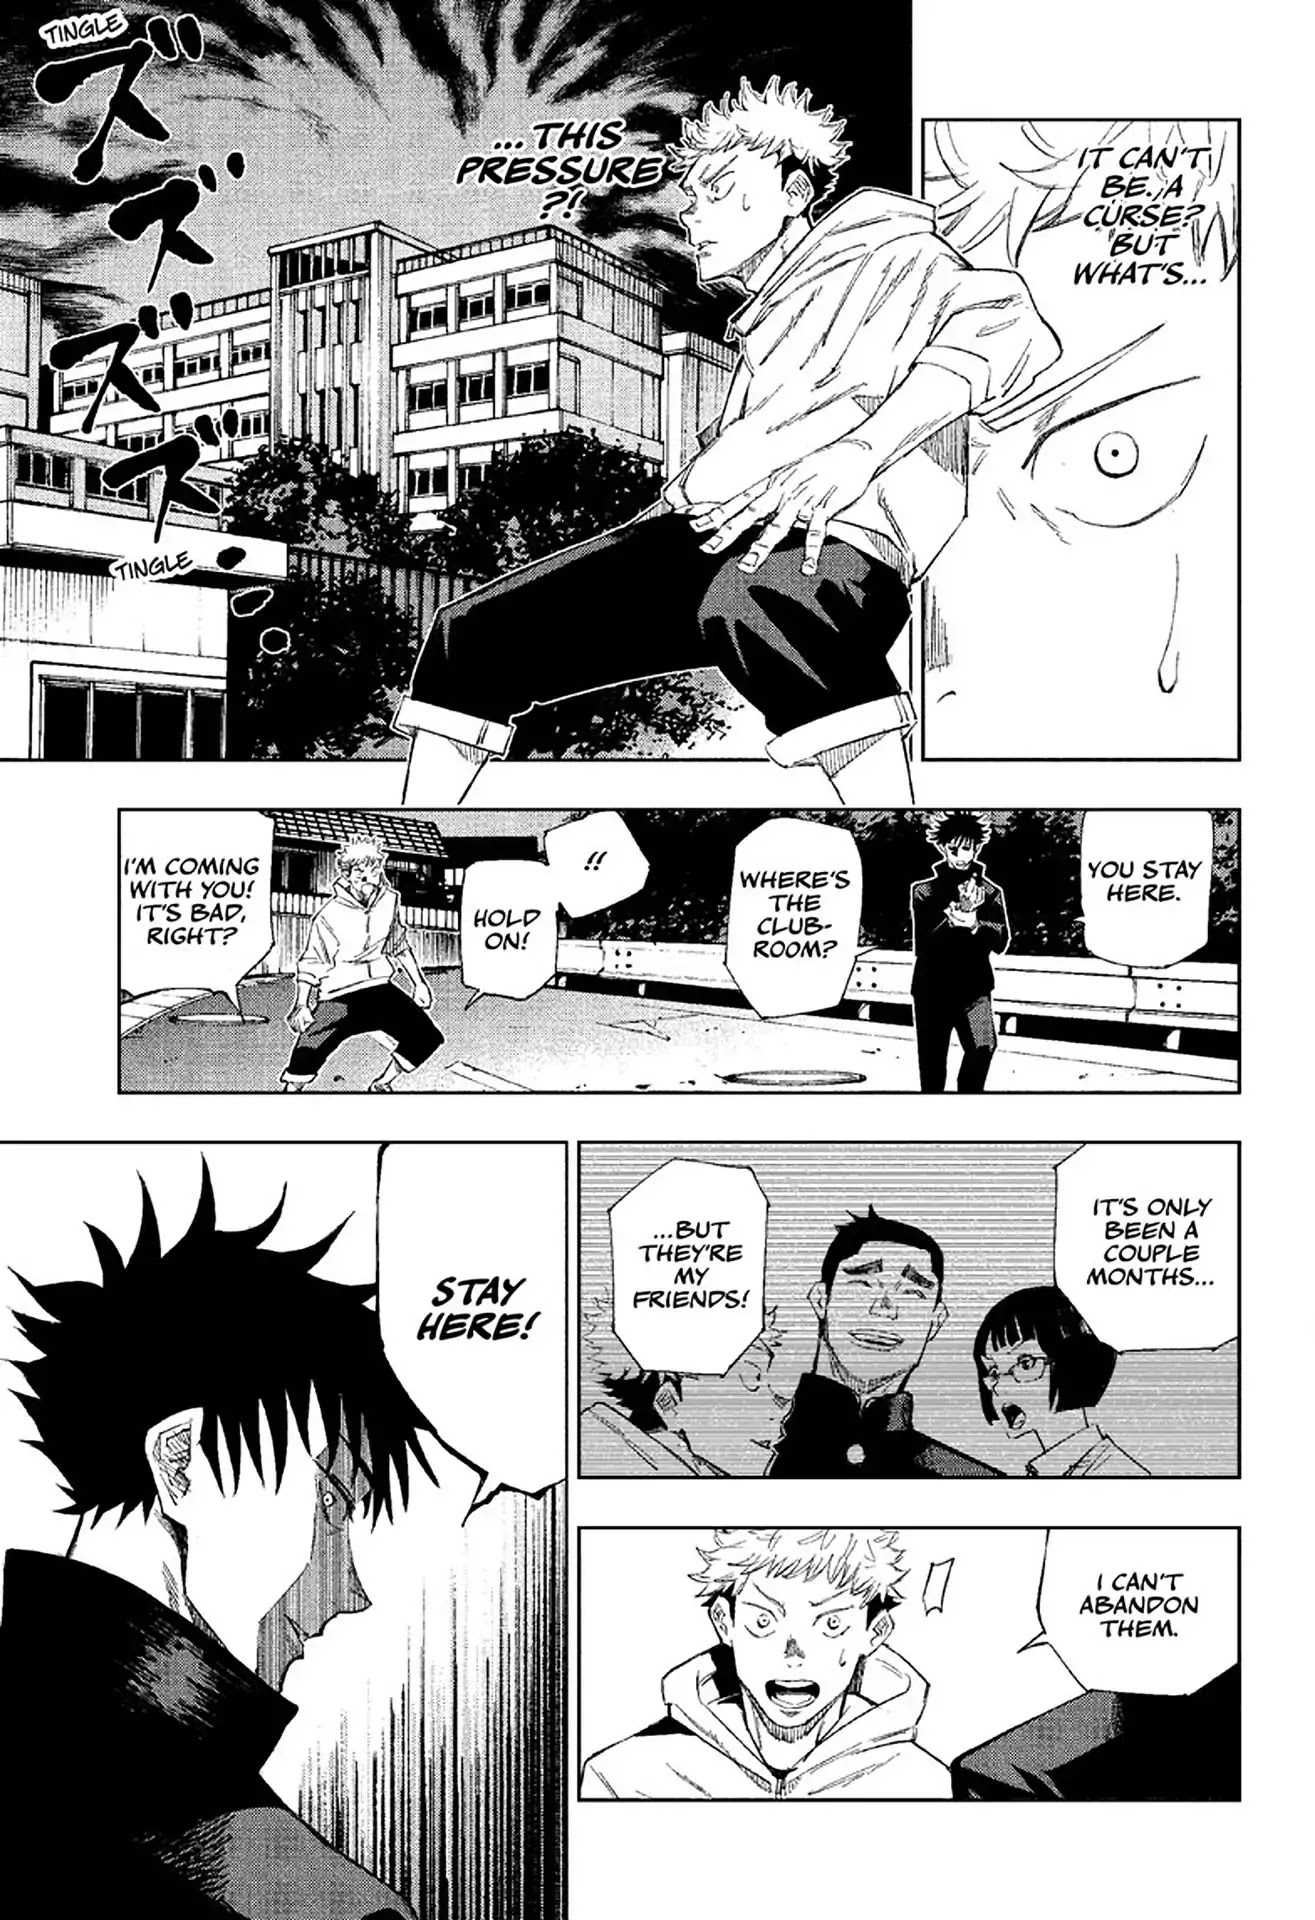 IT CAN'T
BE. A
CURSE?
BUT
WHAT'S...
...THIS
PRESSURE
?!
TINGLE
ズ
ズ
ズ
ズ
TINGLE
YOU STAY
HERE.
WHERE'S
THE
CLUB-
ROOM?
!!
HOLD
ON!
I'M COMING
WITH YOU!
IT'S BAD,
RIGHT?
IT'S ONLY
BEEN A
COUPLE
MONTHS...
...BUT
THEY'RE
MY
FRIENDS!
I CAN'T
ABANDON
THEM.
STAY
HERE!